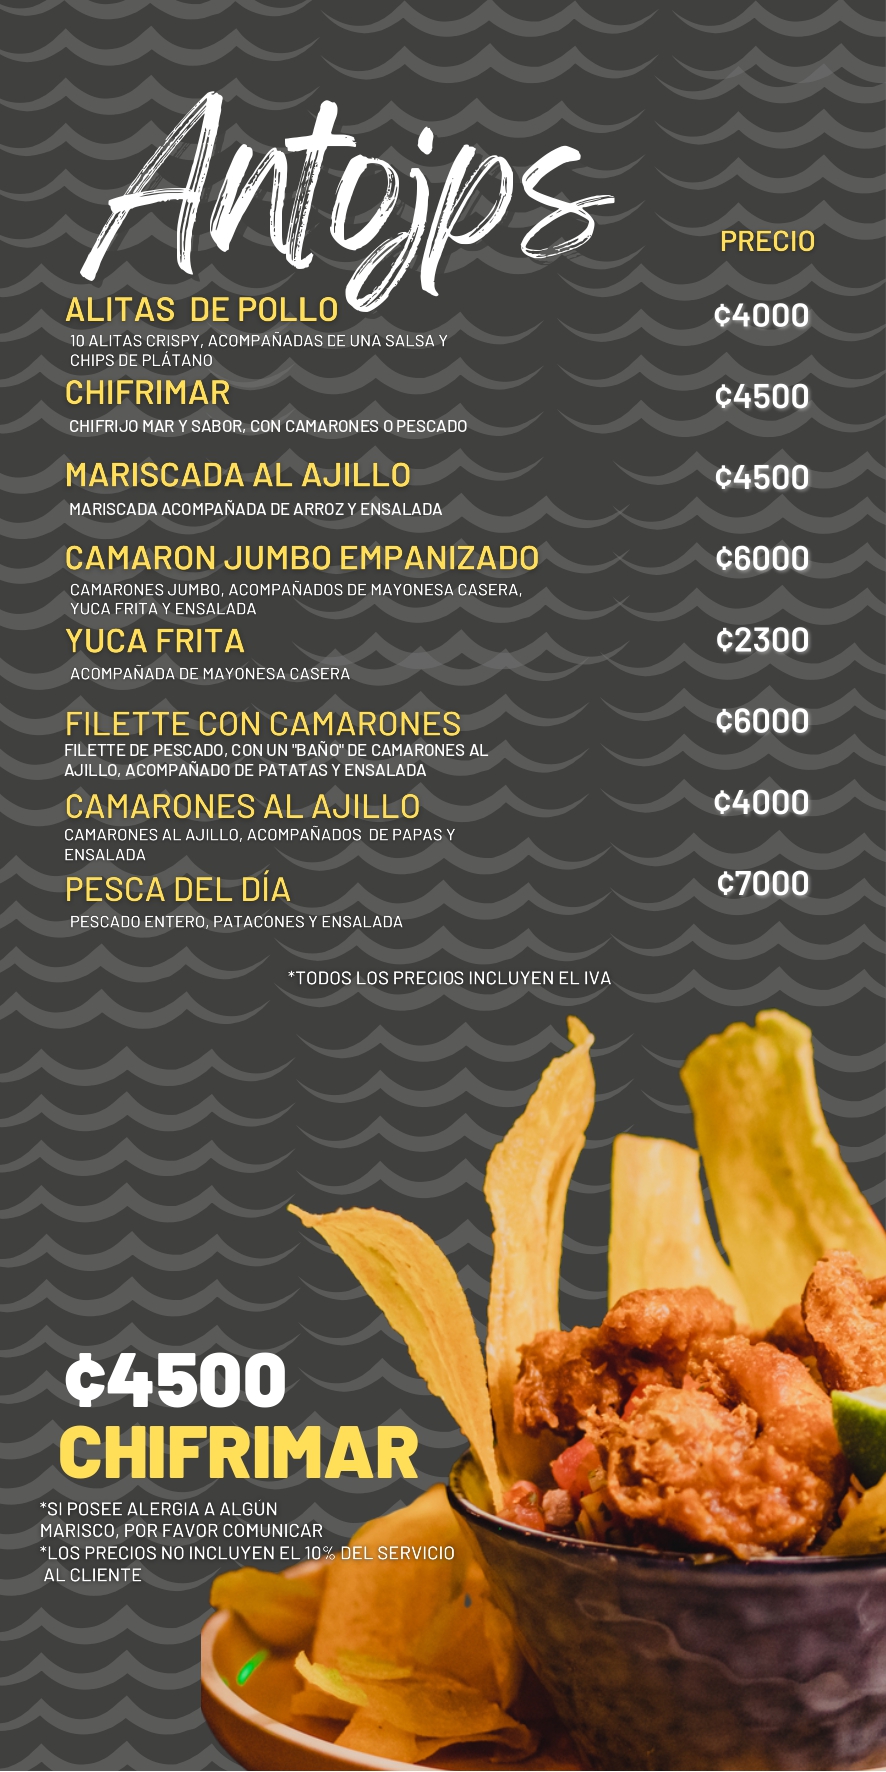 Antojps
PRECIO
ALITAS DE POLLO
¢4000
10 ALITAS CRISPY, ACOMPAÑADAS DE UNA SALSA Y
CHIPS DE PLÁTANO
CHIFRIMAR
¢4500
CHIFRIJO MAR Y SABOR, CON CAMARONES O PESCADO
MARISCADA AL AJILLO
¢4500
MARISCADA ACOMPAÑADA DE ARROZ Y ENSALADA
CAMARON JUMBO EMPANIZADO
¢6000
CAMARONES JUMBO, ACOMPAÑADOS DE MAYONESA CASERA,
YUCA FRITA Y ENSALADA
YUCA FRITA
¢2300
ACOMPAÑADA DE MAYONESA CASERA
FILETTE CON CAMARONES
¢6000
FILETTE DE PESCADO, CON UN "BAÑO" DE CAMARONES AL
AJILLO, ACOMPAÑADO DE PATATAS Y ENSALADA
CAMARONES AL AJILLO
¢4000
CAMARONES AL AJILLO, ACOMPAÑADOS DE PAPAS Y
ENSALADA
PESCA DEL DÍA
¢7000
PESCADO ENTERO, PATACONES Y ENSALADA
*TODOS LOS PRECIOS INCLUYEN EL IVA
¢4500
CHIFRIMAR
*SI POSEE ALERGIA A ALGÚN
MARISCO, POR FAVOR COMUNICAR
*LOS PRECIOS NO INCLUYEN EL 10% DEL SERVICIO
AL CLIENTE